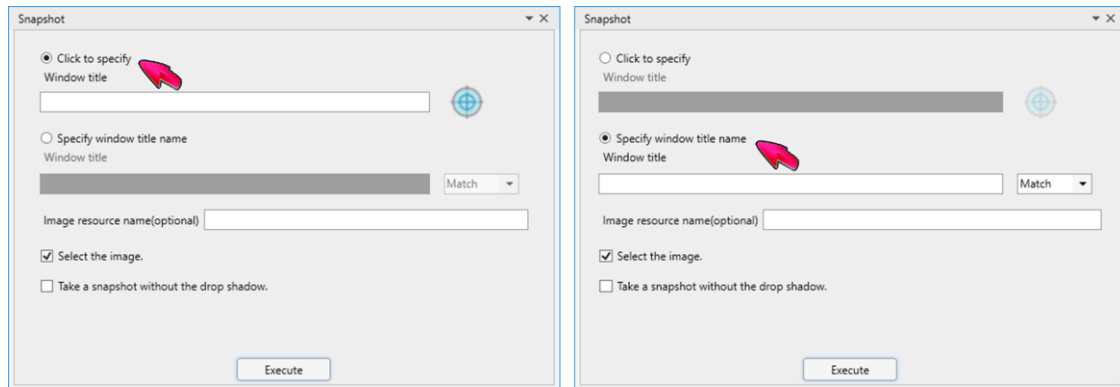 Snapshot
Click to specify
Window title
Specify window title name
Window title
Match
Image resource name(optional)
Select the image.
Take a snapshot without the drop shadow.
Execute
Snapshot
Click to specify
Window title
Specify window title name
Window title
Match
Image resource name(optional)
Select the image.
Take a snapshot without the drop shadow.
Execute